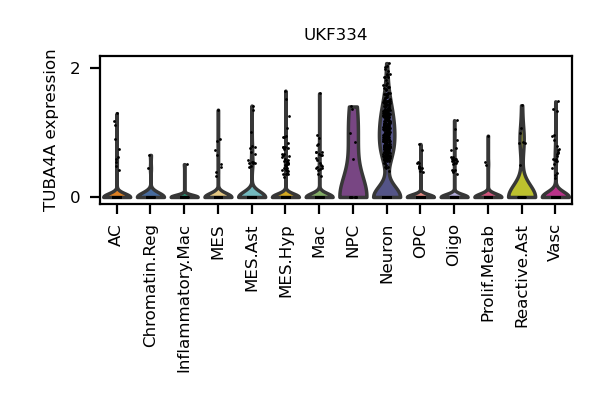 UKF334
TUBA4A expression
2
0
AC
Chromatin.Reg
Inflammatory.Mac
MES
MES.Ast
MES.Hyp
Mac
NPC
Neuron
OPC
Oligo
Prolif.Metab
Reactive.Ast
Vasc